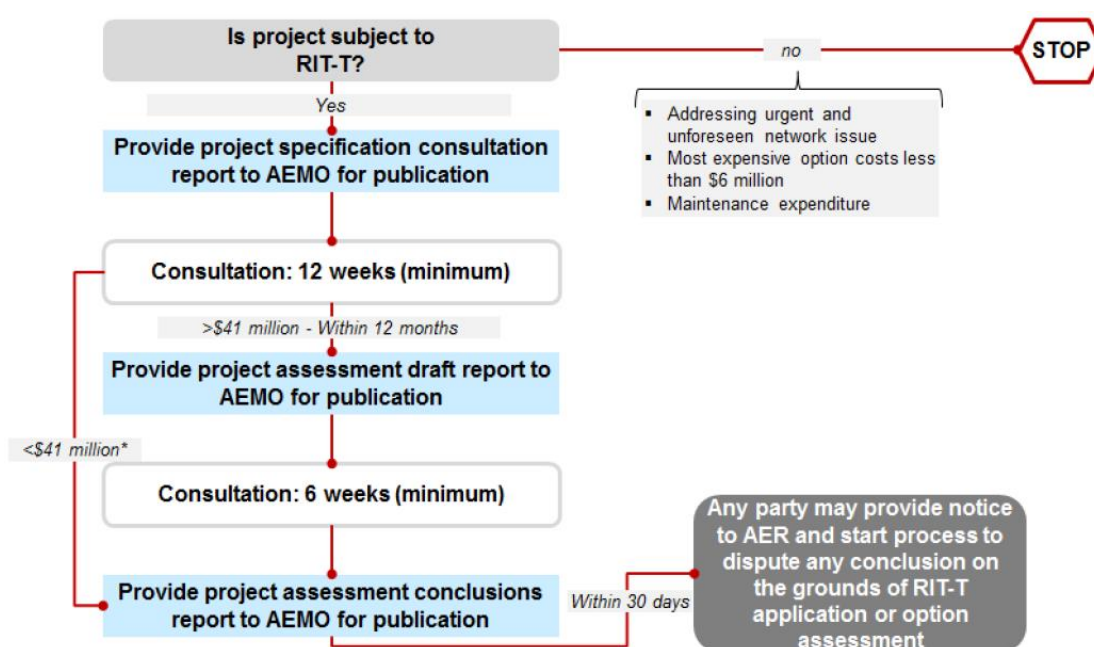 Is project subject to
RIT-T?
no
STOP
Yes
▪ Addressing urgent and
unforeseen network issue
▪ Most expensive option costs less
than $6 million
▪ Maintenance expenditure
Provide project specification consultation
report to AEMO for publication
Consultation: 12 weeks (minimum)
>$41 million - Within 12 months
Provide project assessment draft report to
AEMO for publication
<$41 million*
Consultation: 6 weeks (minimum)
Provide project assessment conclusions
report to AEMO for publication
Within 30 days
Any party may provide notice
to AER and start process to
dispute any conclusion on
the grounds of RIT-T
application or option
assessment